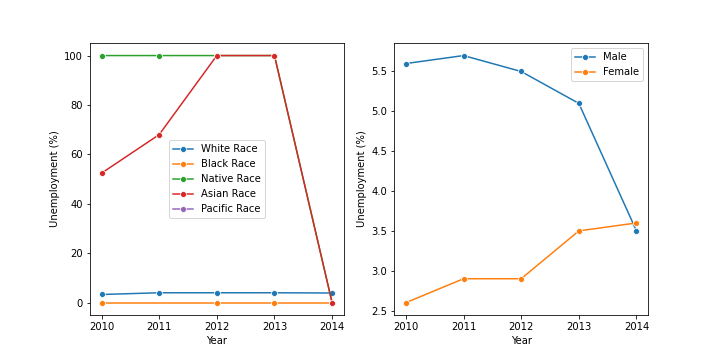 100
80
60
40
20
0
Unemployment (%)
2010 2011 2012 2013 2014
Year
White Race
Black Race
Native Race
Asian Race
Pacific Race
5.5
5.0
4.5
4.0
3.5
3.0
2.5
Unemployment (%)
2010 2011 2012 2013 2014
Year
Male
Female